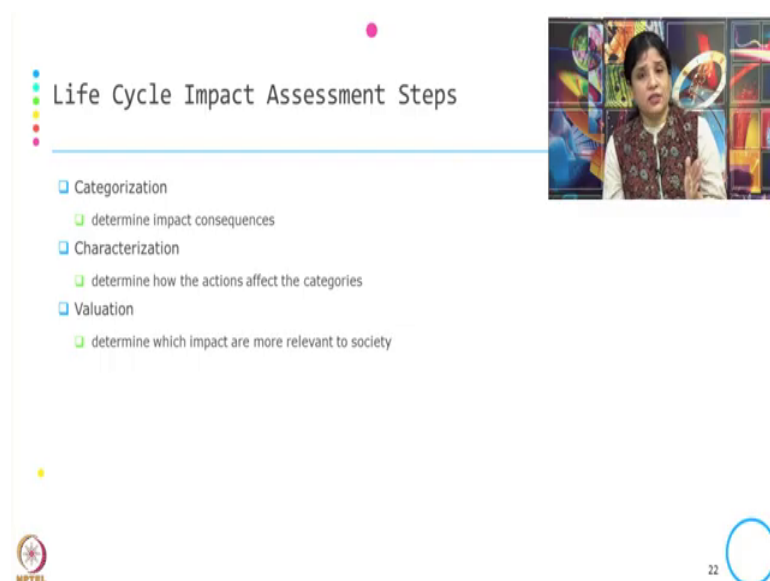 Life Cycle Impact Assessment Steps
Categorization
determine impact consequences
Characterization
determine how the actions affect the categories
Valuation
determine which impact are more relevant to society
22
NPTEL